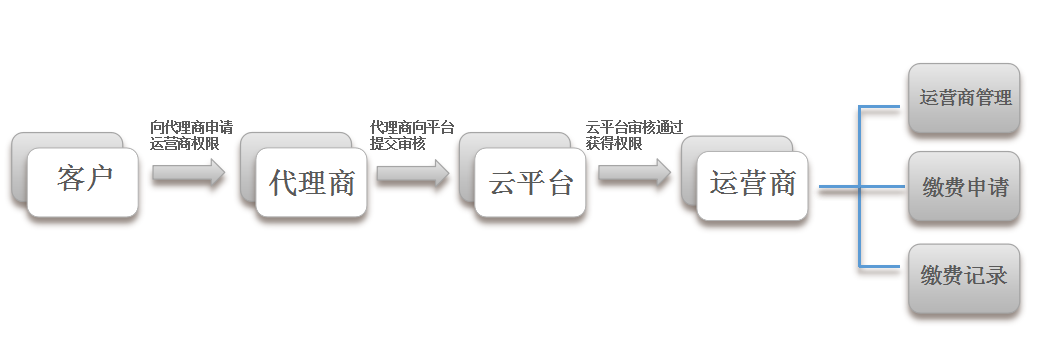 客户
向代理商申请
运营商权限
代理商
代理商向平台
提交审核
云平台
云平台审核通过
获得权限
运营商
运营商管理
缴费申请
缴费记录